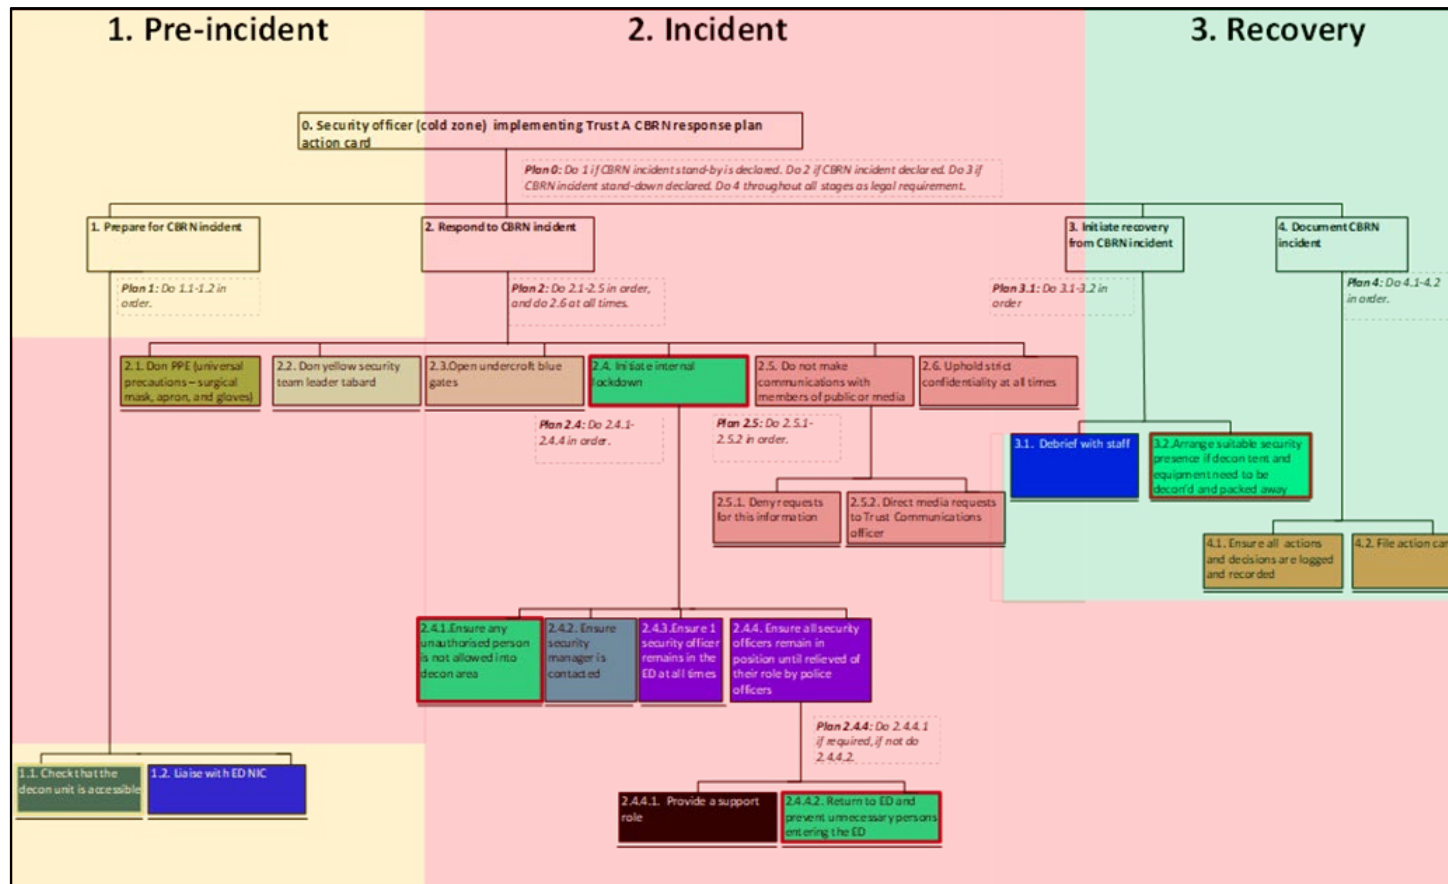 1. Pre-incident
2. Incident
3. Recovery
0. Security officer (cold zone) implementing Trust A CBRN response plan
action card
Plan 0: Do 1 if CBRN incident stand-by is declared. Do 2 if CBRN incident declared. Do 3 if
CBRN incident stand-down declared. Do 4 throughout all stages as legal requirement.
1. Prepare for CBRN incident
2. Respond to CBRN incident
3. Initiate recovery
from CBRN incident
4. Document CBRN
incident
Plan 1: Do 1.1-1.2 in
order.
Plan 2: Do 2.1-2.5 in order,
and do 2.6 at all times.
Plan 3.1: Do 3.1-3.2 in
order
Plan 4: Do 4.1-4.2
in order.
2.1. Don PPE (universal
precautions – surgical
mask, apron, and gloves)
2.2. Don yellow security
team leader tabard
2.3.Open undercroft blue
gates
2.4. Initiate internal
lockdown
2.5. Do not make
communications with
members of public or media
2.6. Uphold strict
confidentiality at all times
Plan 2.4: Do 2.4.1-
2.4.4 in order.
Plan 2.5: Do 2.5.1-
2.5.2 in order.
3.1. Debrief with staff
3.2.Arrange suitable security
presence if decon tent and
equipment need to be
decon'd and packed away
2.5.1. Deny requests
for this information
2.5.2. Direct media requests
to Trust Communications
officer
4.1. Ensure all actions
and decisions are logged
and recorded
4.2. File action car
2.4.1.Ensure any
unauthorised person
is not allowed into
decon area
2.4.2. Ensure
security
manager is
contacted
2.4.3.Ensure 1
security officer
remains in the
ED at all times
2.4.4. Ensure all security
officers remain in
position until relieved of
their role by police
officers
Plan 2.4.4: Do 2.4.4.1
if required, if not do
2.4.4.2.
1.1. Check that the
decon unit is accessible
1.2. Liaise with ED NIC
2.4.4.1. Provide a support
role
2.4.4.2. Return to ED and
prevent unnecessary persons
entering the ED